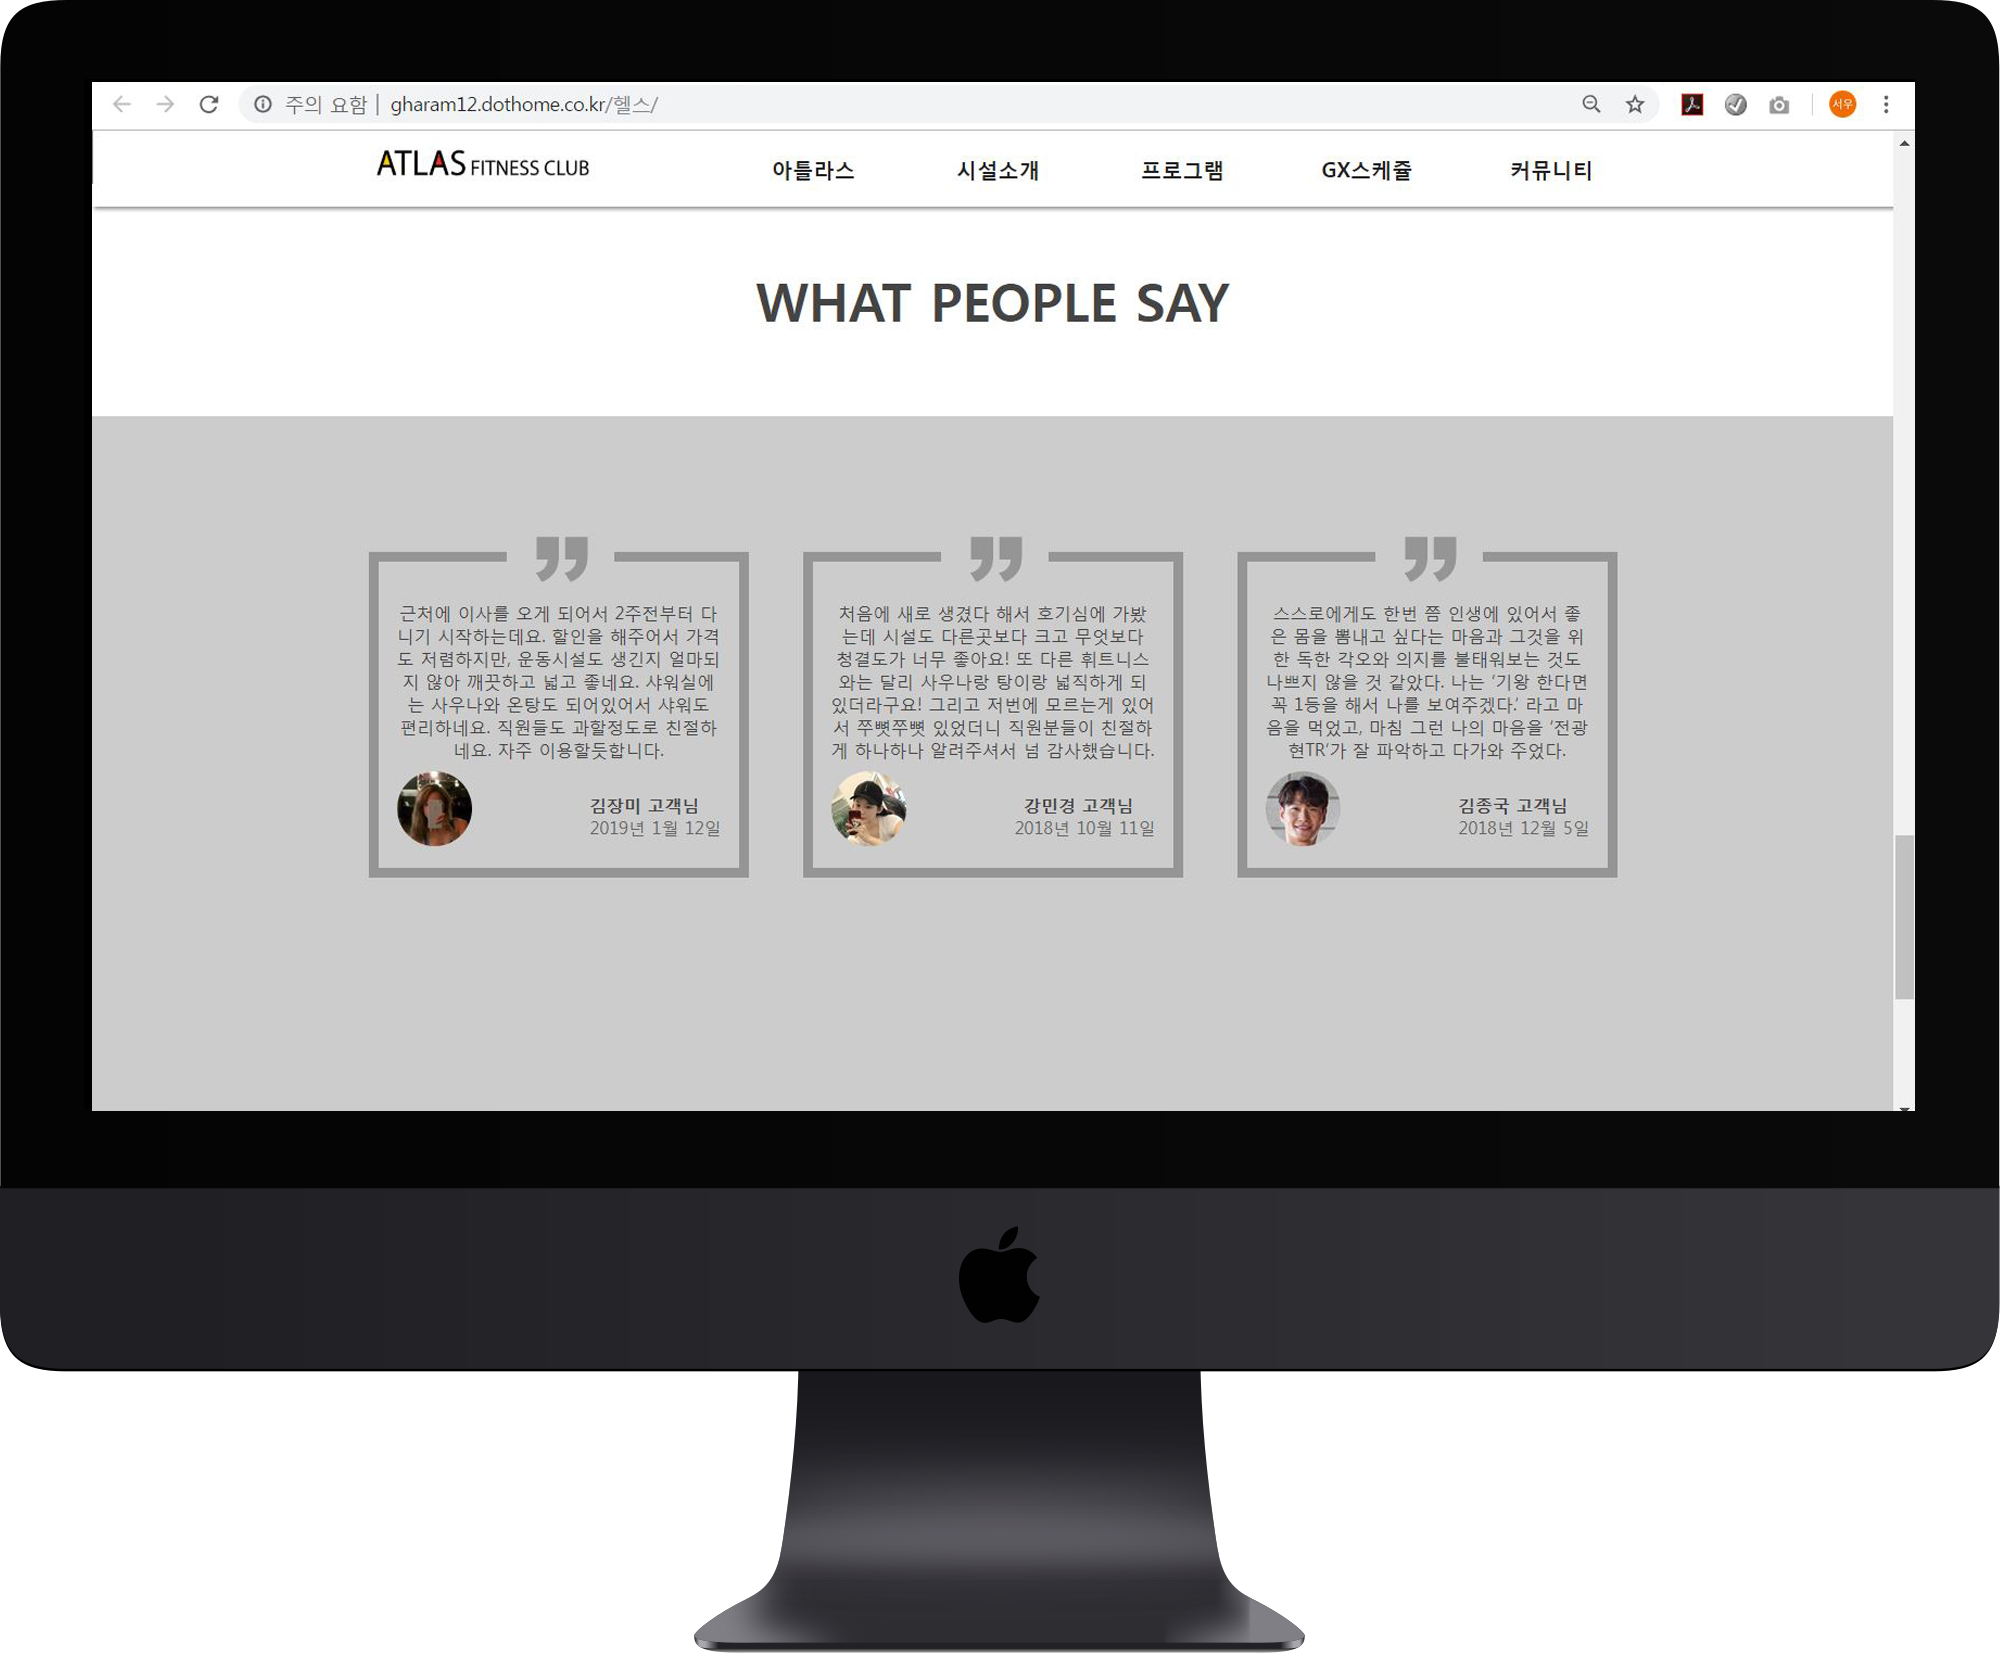 주의 요함 | gharam12.dothome.co.kr/헬스/
서우
ATLAS FITNESS CLUB
아틀라스 시설소개 프로그램 GX스케쥴 커뮤니티
WHAT PEOPLE SAY
근처에 이사를 오게 되어서 2주전부터 다
니기 시작하는데요. 할인을 해주어서 가격
도 저렴하지만, 운동시설도 생긴지 얼마되
지 않아 깨끗하고 넓고 좋네요. 샤워실에
는 사우나와 온탕도 되어있어서 샤워도
편리하네요. 직원들도 과할정도로 친절하
네요. 자주 이용할듯합니다.
김장미 고객님
2019년 1월 12일
처음에 새로 생겼다 해서 호기심에 가봤
는데 시설도 다른곳보다 크고 무엇보다
청결도가 너무 좋아요! 또 다른 휘트니스
와는 달리 사우나랑 탕이랑 넓직하게 되
있더라구요! 그리고 저번에 모르는게 있어
서 쭈뼛쭈뼛 있었더니 직원분들이 친절하
게 하나하나 알려주셔서 넘 감사했습니다.
강민경 고객님
2018년 10월 11일
스스로에게도 한번 쯤 인생에 있어서 좋
은 몸을 뽐내고 싶다는 마음과 그것을 위
한 독한 각오와 의지를 불태워보는 것도
나쁘지 않을 것 같았다. 나는 ‘기왕 한다면
꼭 1등을 해서 나를 보여주겠다.’ 라고 마
음을 먹었고, 마침 그런 나의 마음을 ‘전광
현TR’가 잘 파악하고 다가와 주었다.
김종국 고객님
2018년 12월 5일